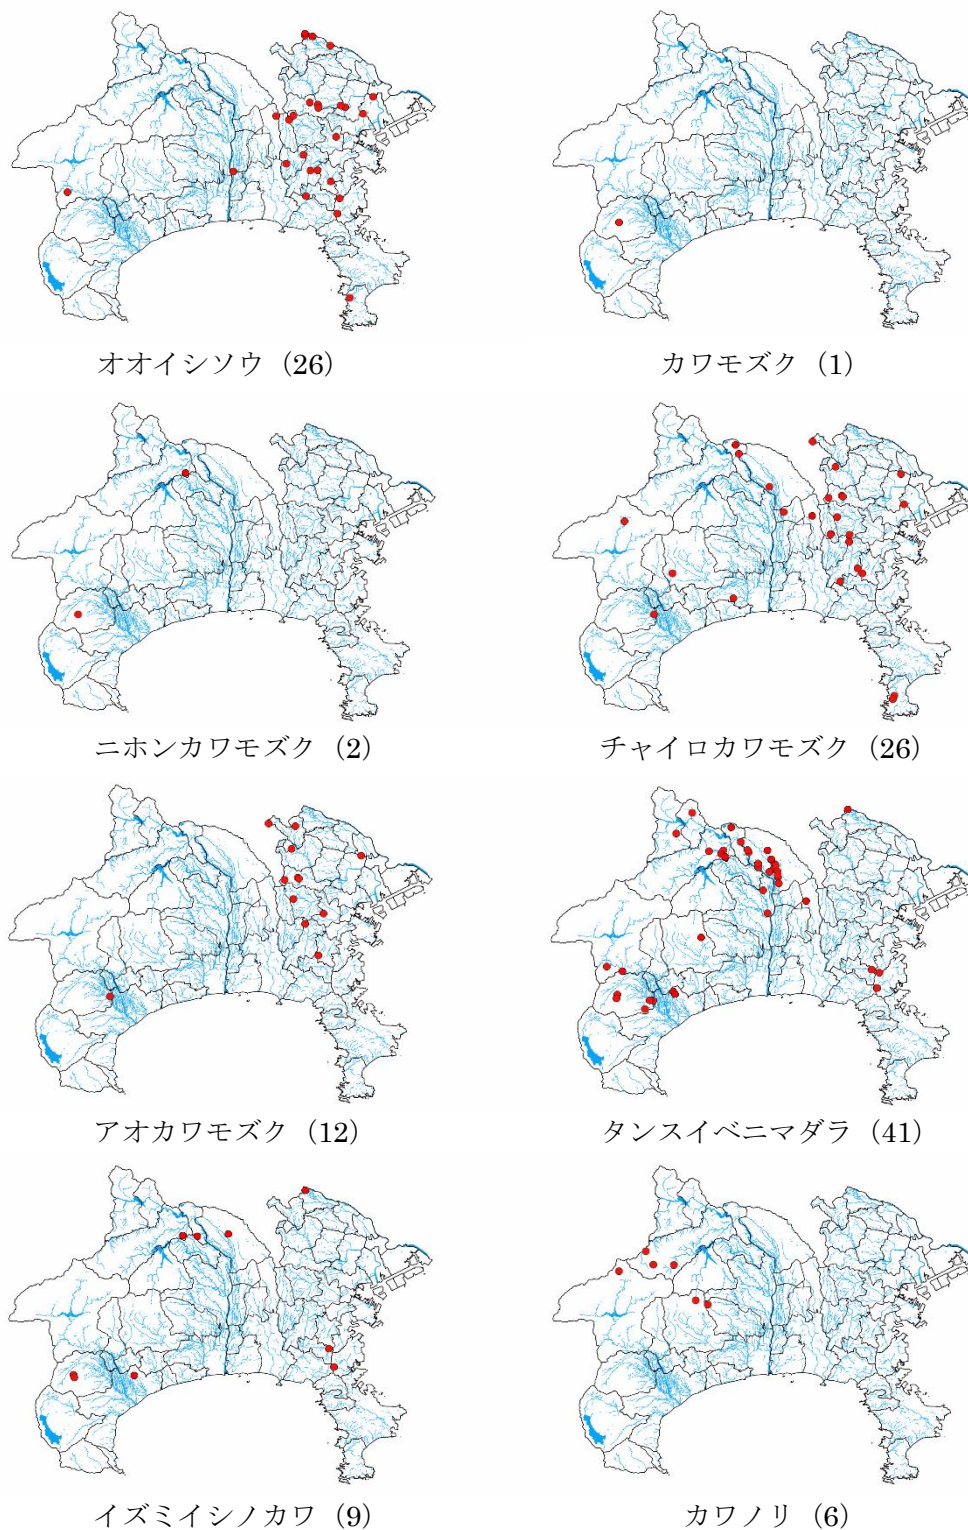 オオイシソウ（26）
カワモズク（1）
ニホンカワモズク（2）
チャイロカワモズク（26）
アオカワモズク（12）
タンスイベニマダラ（41）
イズミイシノカワ（9）
カワノリ（6）